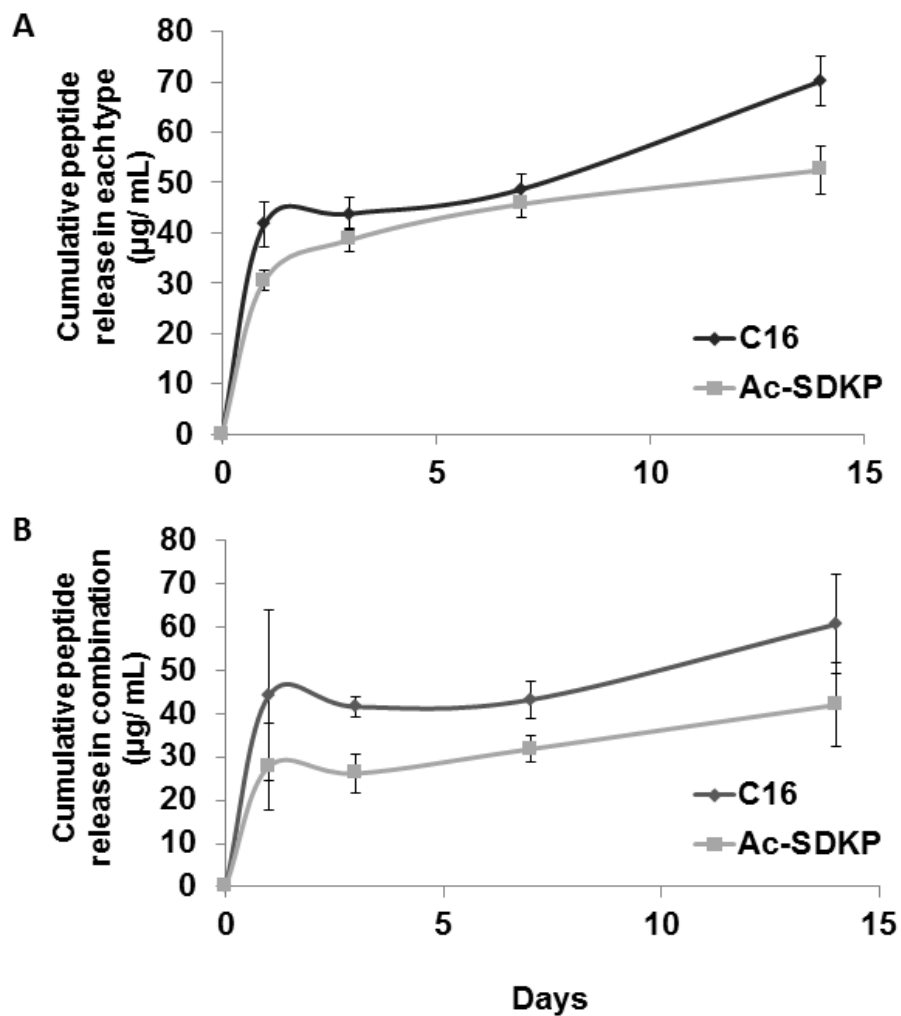 A
Cumulative peptide
release in each type
(µg/ mL)
80
70
60
50
40
30
20
10
0
0 5 10 15
C16
Ac-SDKP
B
Cumulative peptide
release in combination
(µg/ mL)
80
70
60
50
40
30
20
10
0
0 5 10 15
C16
Ac-SDKP
Days